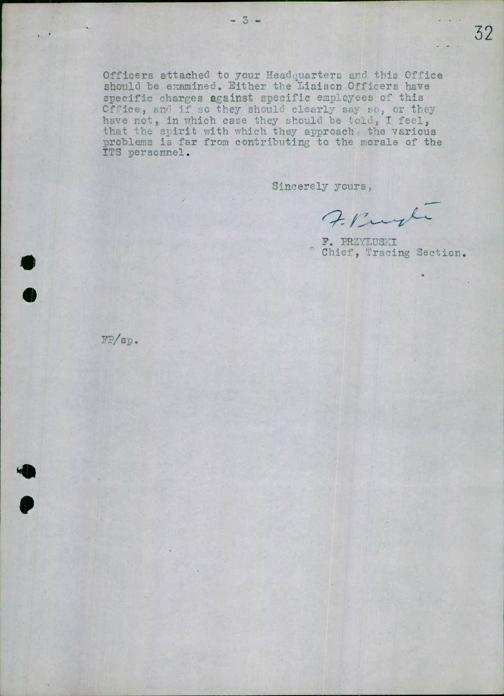 - 3 -
32
Officers attached to your Headquarters and this Office
should be examined. Either the Liaison Officers have
specific charges against specific employees of this
Office, and if so they should clearly say so, or they
have not, in which case they should be told, I feel,
that the spirit with which they approach the various
problems is far from contributing to the morale of the
ITS personnel.
Sincerely yours,
F. PRZYLUSKI
Chief, Tracing Section.
FP/sp.